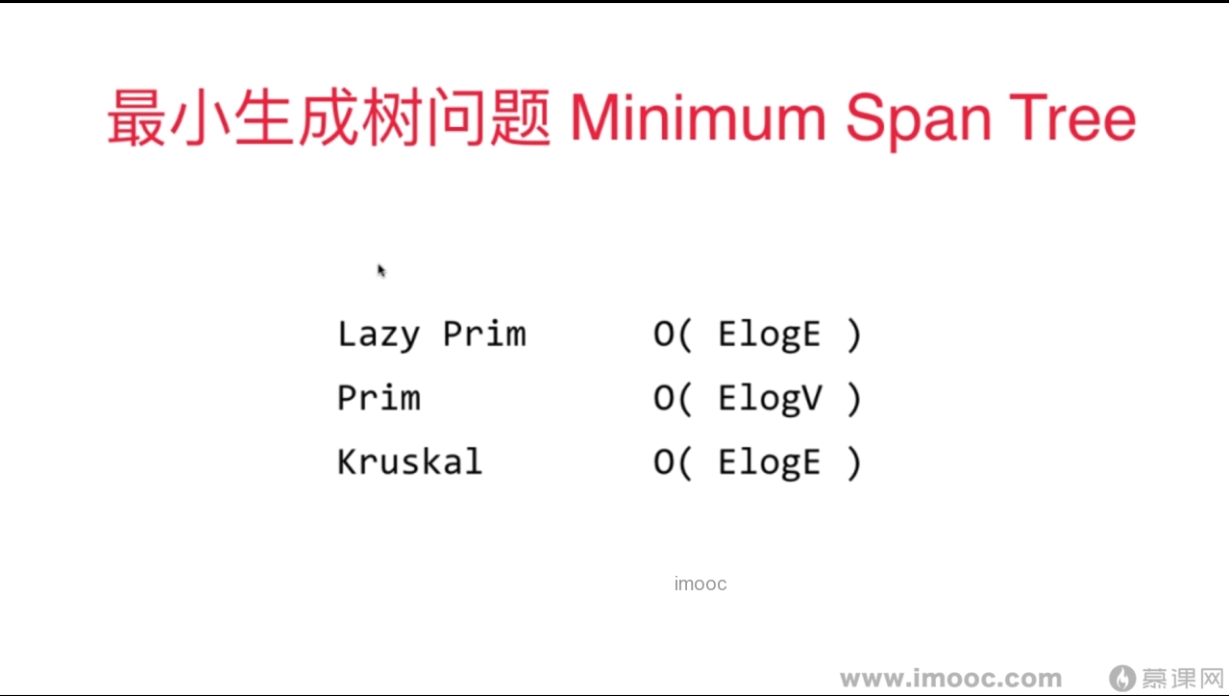 最小生成树问题 Minimum Span Tree
Lazy Prim O( ElogE )
Prim O( ElogV )
Kruskal O( ElogE )
imooc
www.imooc.com 慕课网